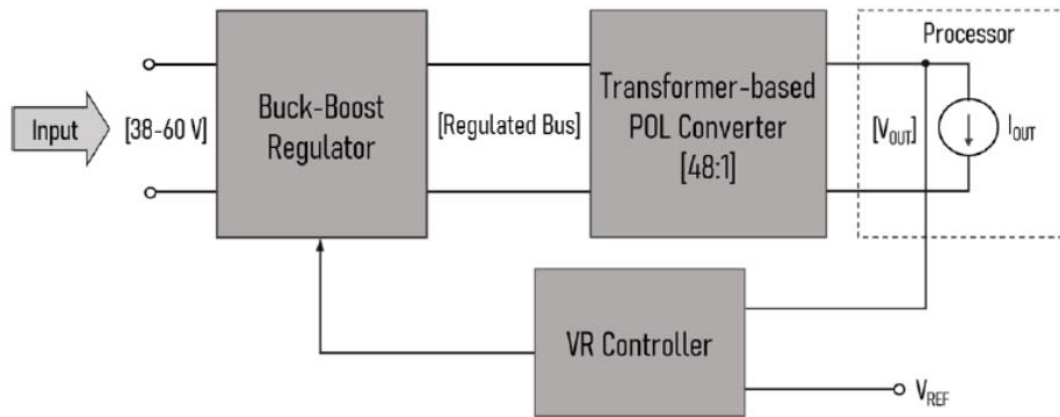 Processor
Input
[38-60 V]
Buck-Boost
Regulator
[Regulated Bus]
Transformer-based
POL Converter
[48:1]
[VOUT]
IOUT
VR Controller
VREF